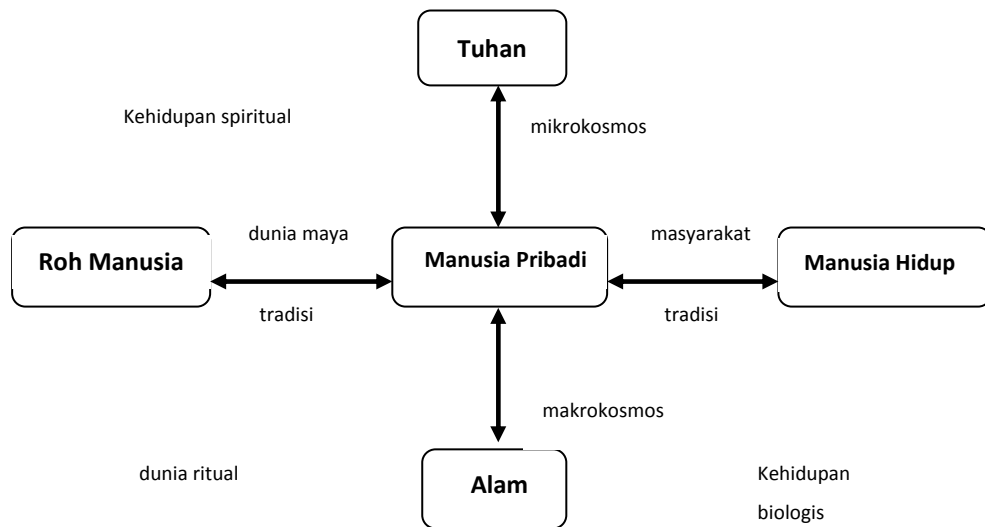 Tuhan
Kehidupan spiritual
mikrokosmos
dunia maya
masyarakat
Roh Manusia
Manusia Pribadi
Manusia Hidup
tradisi
tradisi
makrokosmos
dunia ritual
Alam
Kehidupan
biologis